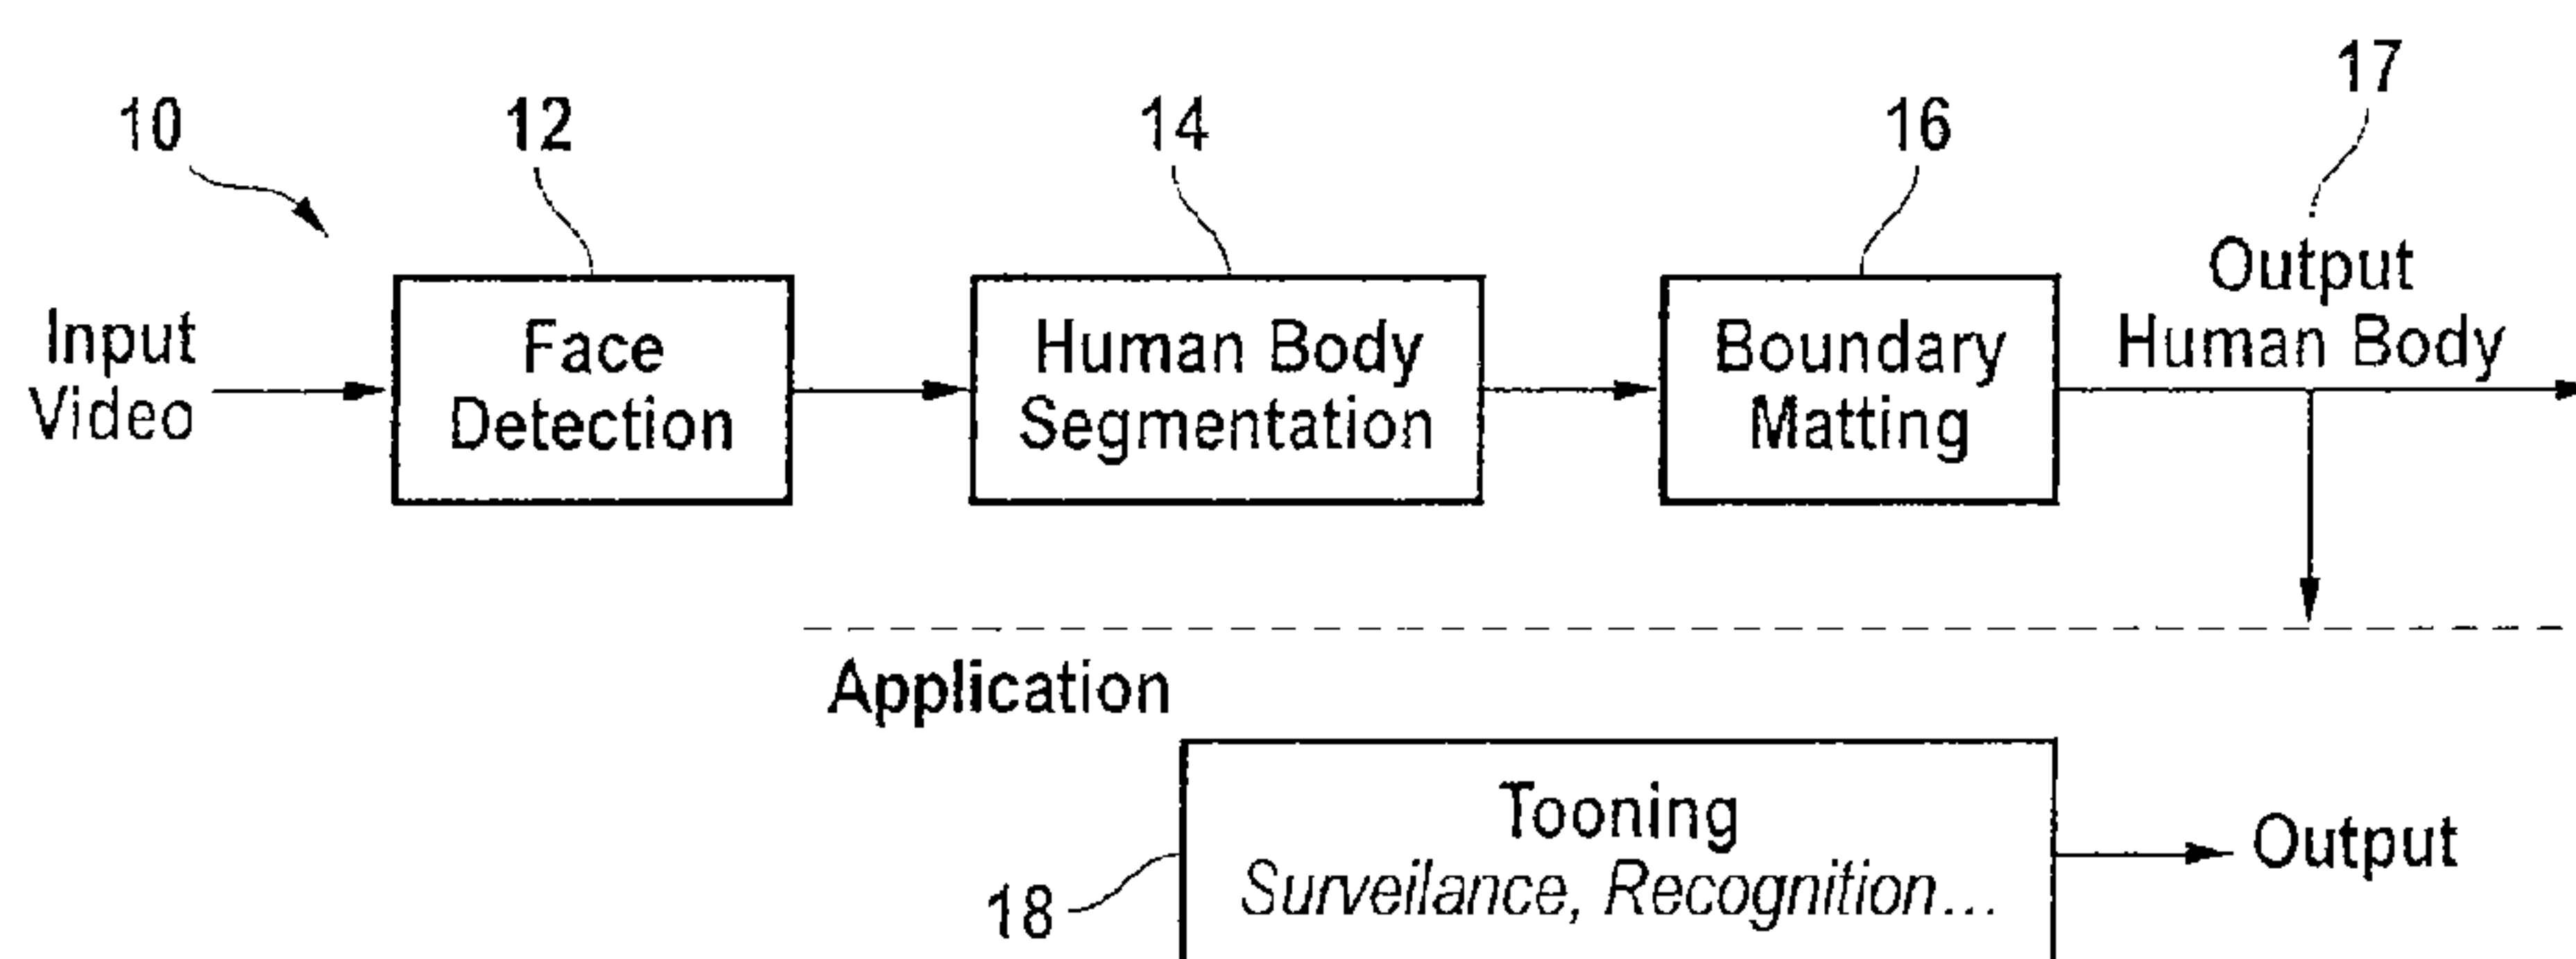 17
10
12
14
16
Output
Human Body
Input
Video
Face
Detection
Human Body
Segmentation
Boundary
Matting
Application
Tooning
Surveilance, Recognition...
Output
18